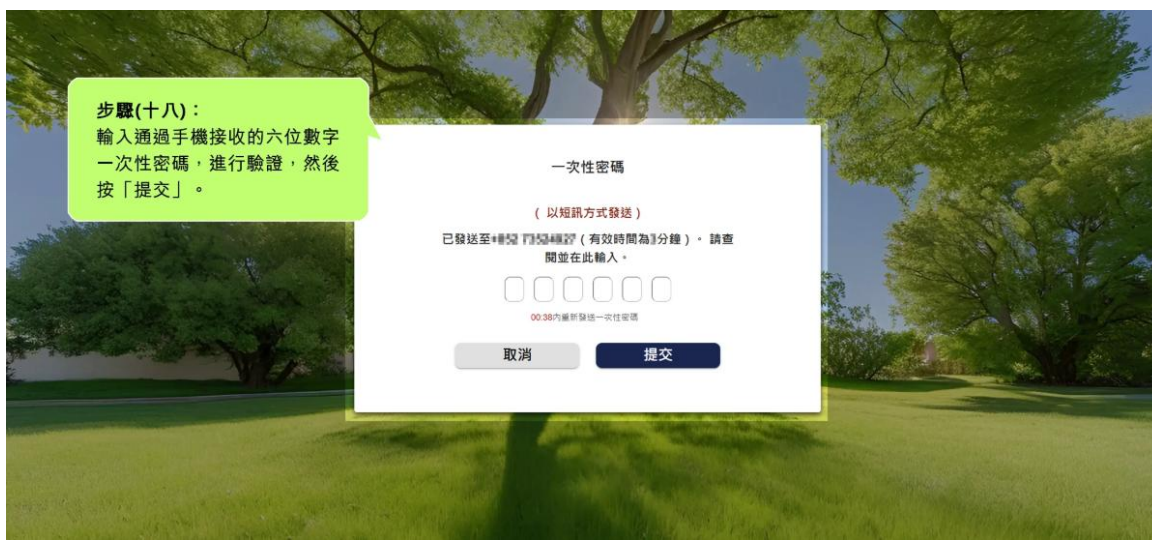 步驟(十八)：
輸入通過手機接收的六位數字
一次性密碼，進行驗證，然後
按「提交」。
一次性密碼
( 以短訊方式發送 )
已發送至 (有效時間為 分鐘)。請查
閱並在此輸入。
00:38內重新發送一次性密碼
取消
提交